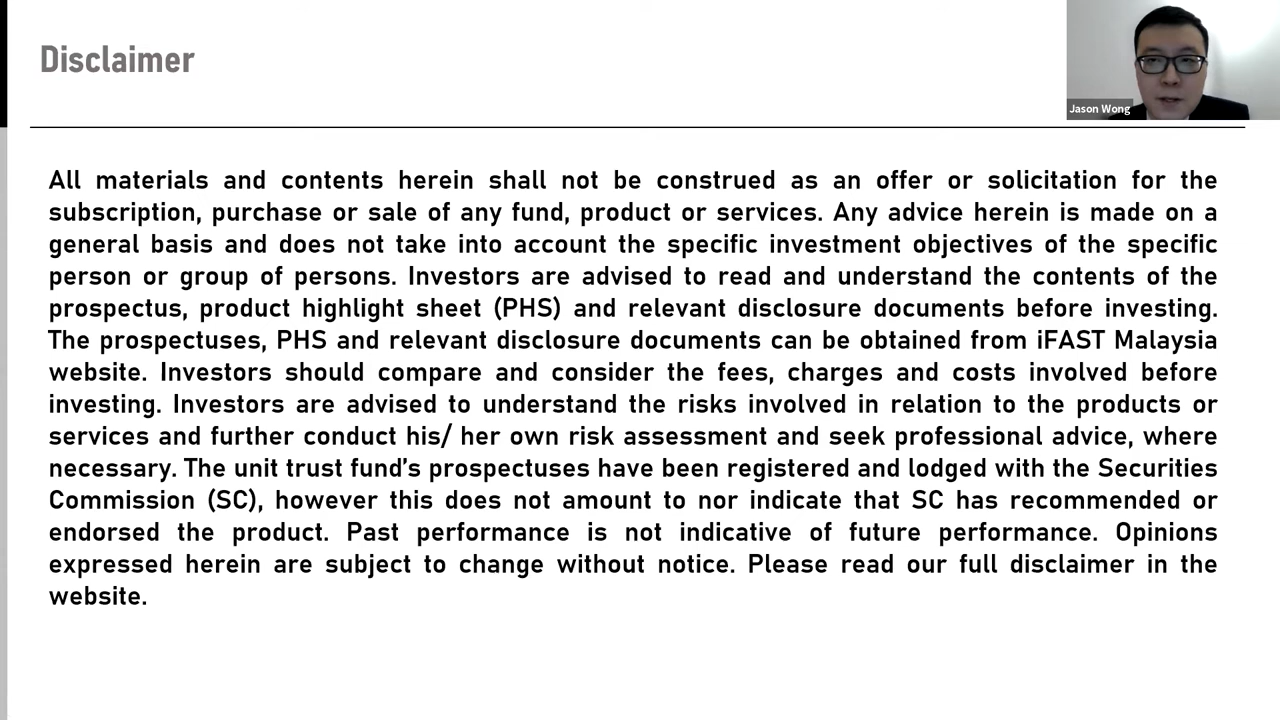 Disclaimer
Jason Wong
All materials and contents herein shall not be construed as an offer or solicitation for the
subscription, purchase or sale of any fund, product or services. Any advice herein is made on a
general basis and does not take into account the specific investment objectives of the specific
person or group of persons. Investors are advised to read and understand the contents of the
prospectus, product highlight sheet (PHS) and relevant disclosure documents before investing.
The prospectuses, PHS and relevant disclosure documents can be obtained from iFAST Malaysia
website. Investors should compare and consider the fees, charges and costs involved before
investing. Investors are advised to understand the risks involved in relation to the products or
services and further conduct his/ her own risk assessment and seek professional advice, where
necessary. The unit trust fund’s prospectuses have been registered and lodged with the Securities
Commission (SC), however this does not amount to nor indicate that SC has recommended or
endorsed the product. Past performance is not indicative of future performance. Opinions
expressed herein are subject to change without notice. Please read our full disclaimer in the
website.